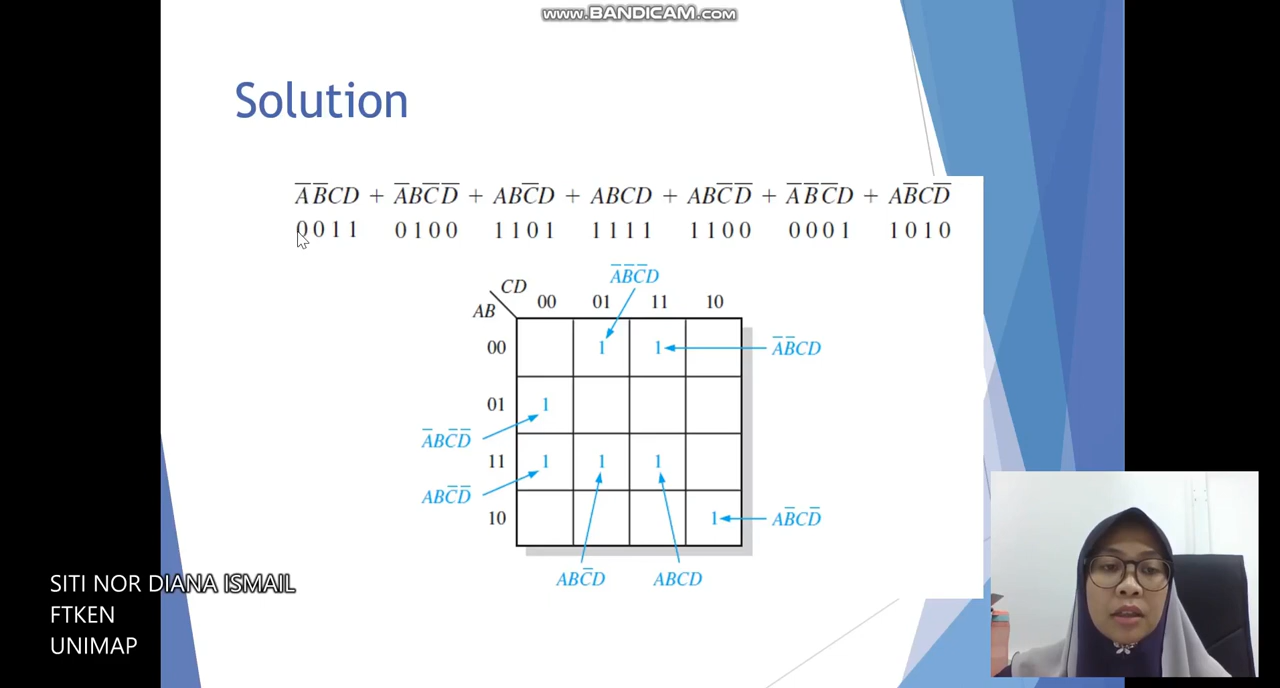 www.BANDICAM.com
Solution
A̅B̅CD + A̅BC̅D̅ + ABC̅D + ABCD + ABC̅D̅ + A̅B̅C̅D + AB̅CD̅
0 0 1 1 0 1 0 0 1 1 0 1 1 1 1 1 1 1 0 0 0 0 0 1 1 0 1 0
A̅B̅C̅D
CD
AB 00 01 11 10
00 1 1 A̅B̅CD
01 1
A̅BC̅D̅
11 1 1 1
ABC̅D̅
10 1 AB̅CD̅
ABC̅D ABCD
SITI NOR DIANA ISMAIL
FTKEN
UNIMAP